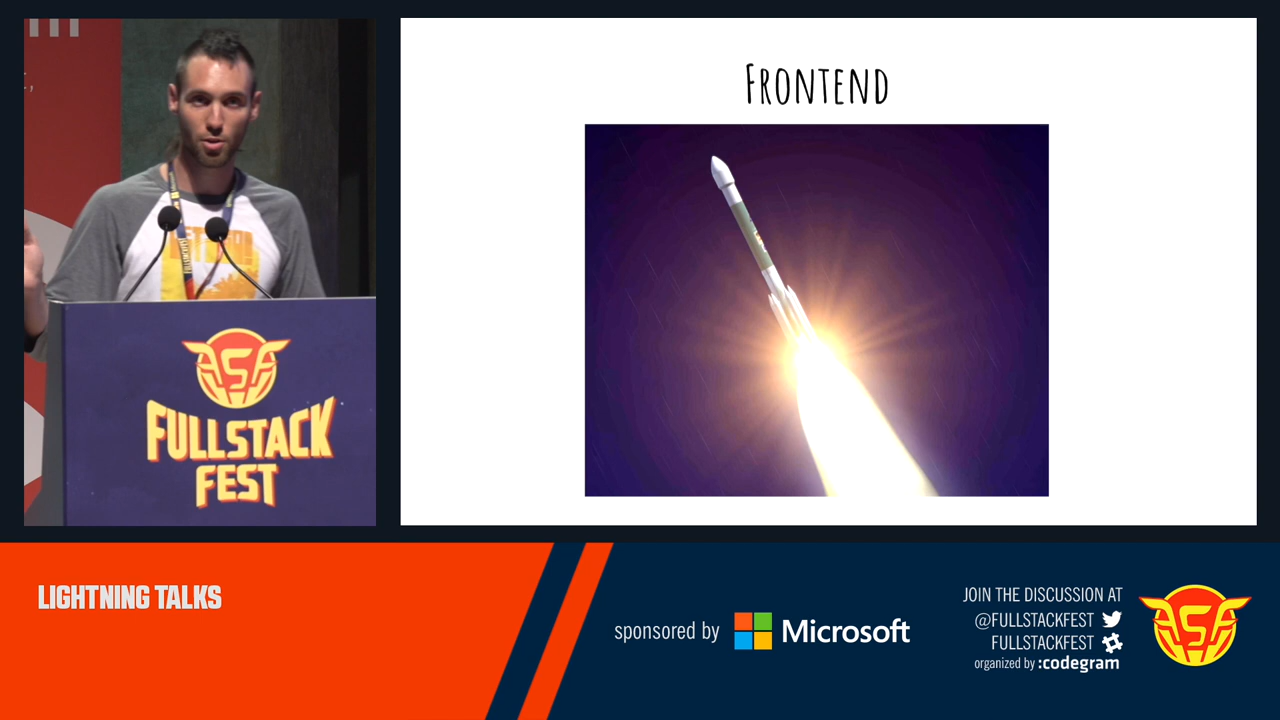 FRONTEND
FULLSTACK
FEST
LIGHTNING TALKS
sponsored by Microsoft
JOIN THE DISCUSSION AT
@FULLSTACKFEST
FULLSTACKFEST
organized by :codegram